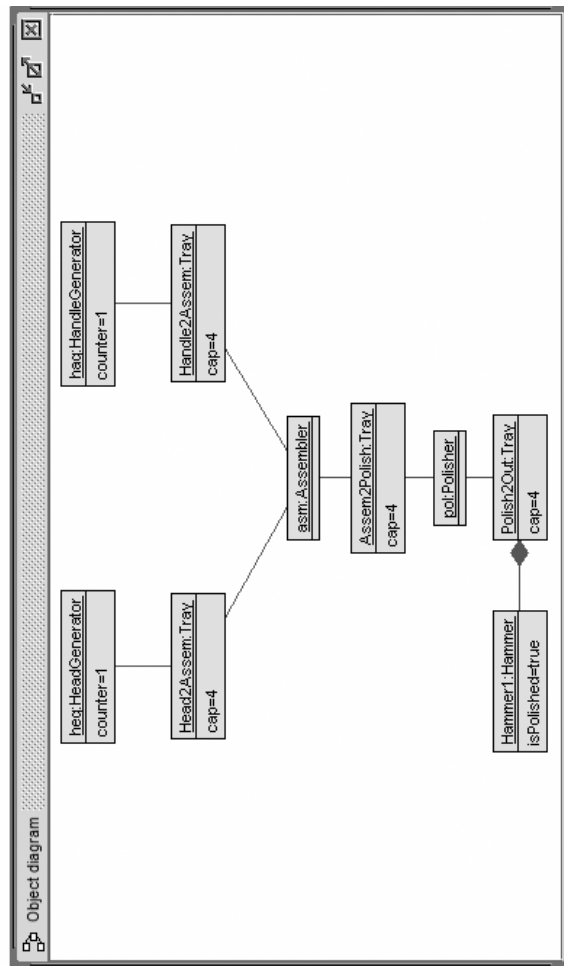 Object diagram
heg:HeadGenerator
counter=1
hag:HandleGenerator
counter=1
Head2Assem:Tray
cap=4
Handle2Assem:Tray
cap=4
asm:Assembler
Assem2Polish:Tray
cap=4
pol:Polisher
Hammer1:Hammer
isPolished=true
Polish2Out:Tray
cap=4